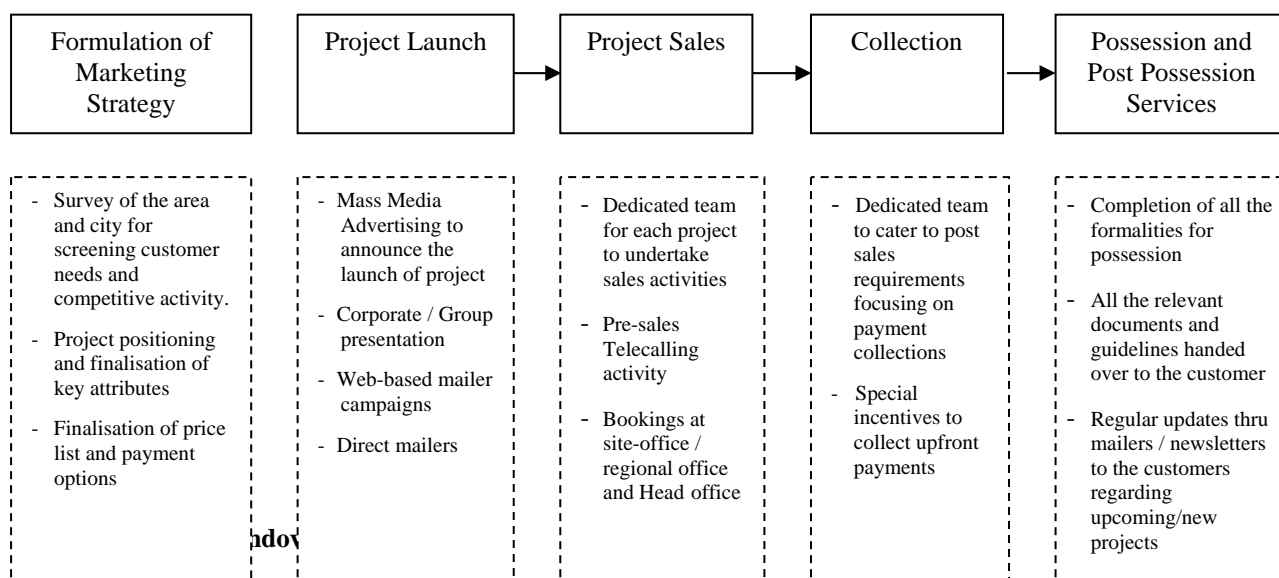 Formulation of
Marketing
Strategy
Project Launch
Project Sales
Collection
Possession and
Post Possession
Services
- Survey of the area
and city for
screening customer
needs and
competitive activity.
- Project positioning
and finalisation of
key attributes
- Finalisation of price
list and payment
options
- Mass Media
Advertising to
announce the
launch of project
- Corporate / Group
presentation
- Web-based mailer
campaigns
- Direct mailers
- Dedicated team
for each project
to undertake
sales activities
- Pre-sales
Telecalling
activity
- Bookings at
site-office /
regional office
and Head office
- Dedicated team
to cater to post
sales
requirements
focusing on
payment
collections
- Special
incentives to
collect upfront
payments
- Completion of all the
formalities for
possession
- All the relevant
documents and
guidelines handed
over to the customer
- Regular updates thru
mailers / newsletters
to the customers
regarding
upcoming/new
projects